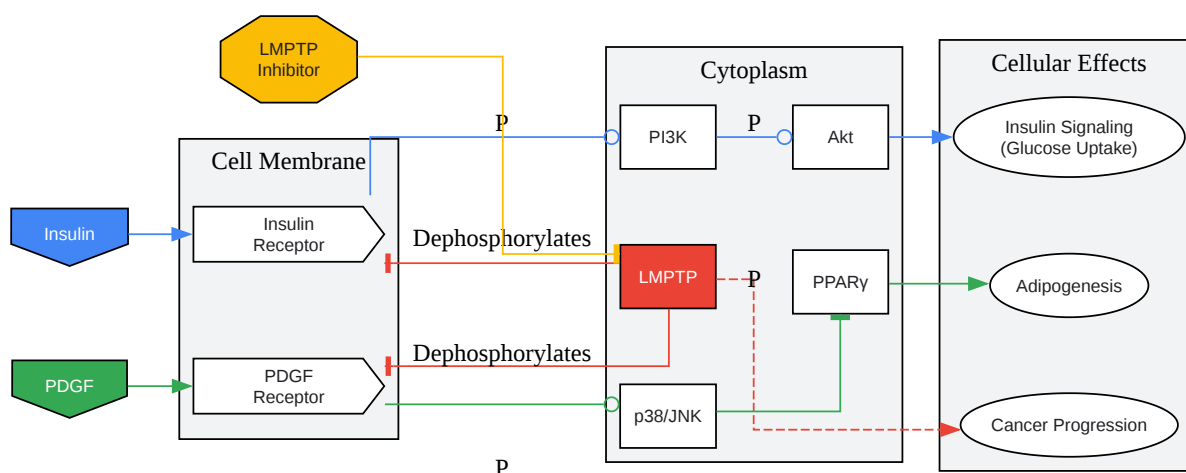 LMPTP
Inhibitor
Cytoplasm
Cellular Effects
P
P
PI3K
Akt
Insulin Signaling
(Glucose Uptake)
Cell Membrane
Insulin
Insulin
Receptor
Dephosphorylates
LMPTP
P
PPARγ
Adipogenesis
Dephosphorylates
PDGF
PDGF
Receptor
p38/JNK
Cancer Progression
P